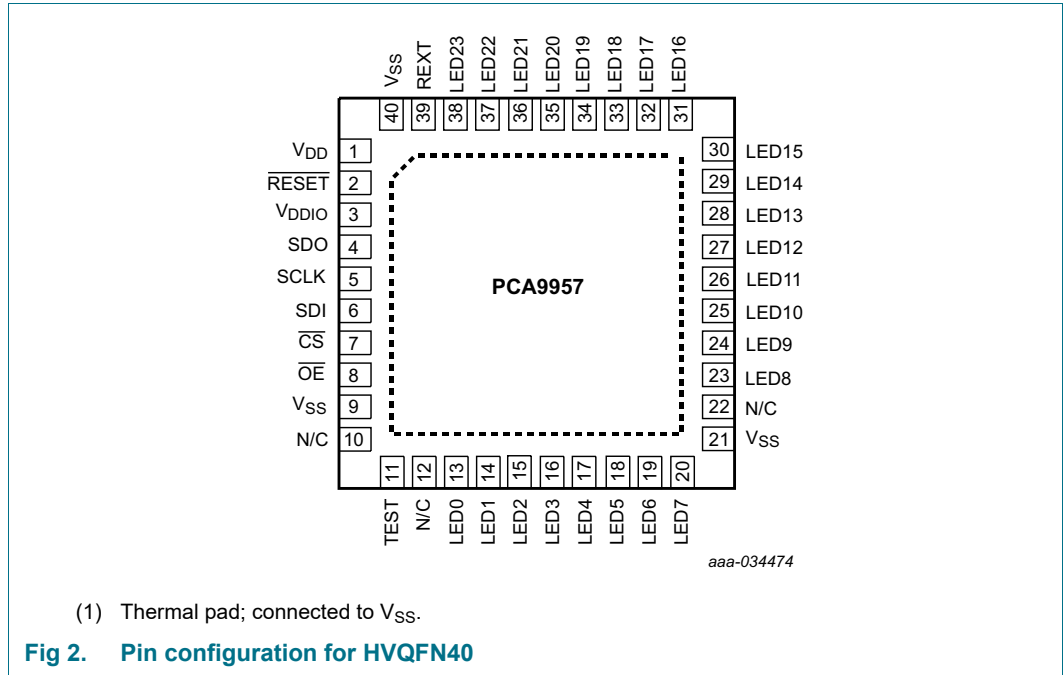 VSS REXT LED23 LED22 LED21 LED20 LED19 LED18 LED17 LED16
40 39 38 37 36 35 34 33 32 31
VDD 1
RESET 2
VDDIO 3
SDO 4
SCLK 5
SDI 6
CS 7
OE 8
VSS 9
N/C 10
PCA9957
30 LED15
29 LED14
28 LED13
27 LED12
26 LED11
25 LED10
24 LED9
23 LED8
22 N/C
21 VSS
11 12 13 14 15 16 17 18 19 20
TEST N/C LED0 LED1 LED2 LED3 LED4 LED5 LED6 LED7
aaa-034474
(1) Thermal pad; connected to VSS.
Fig 2. Pin configuration for HVQFN40